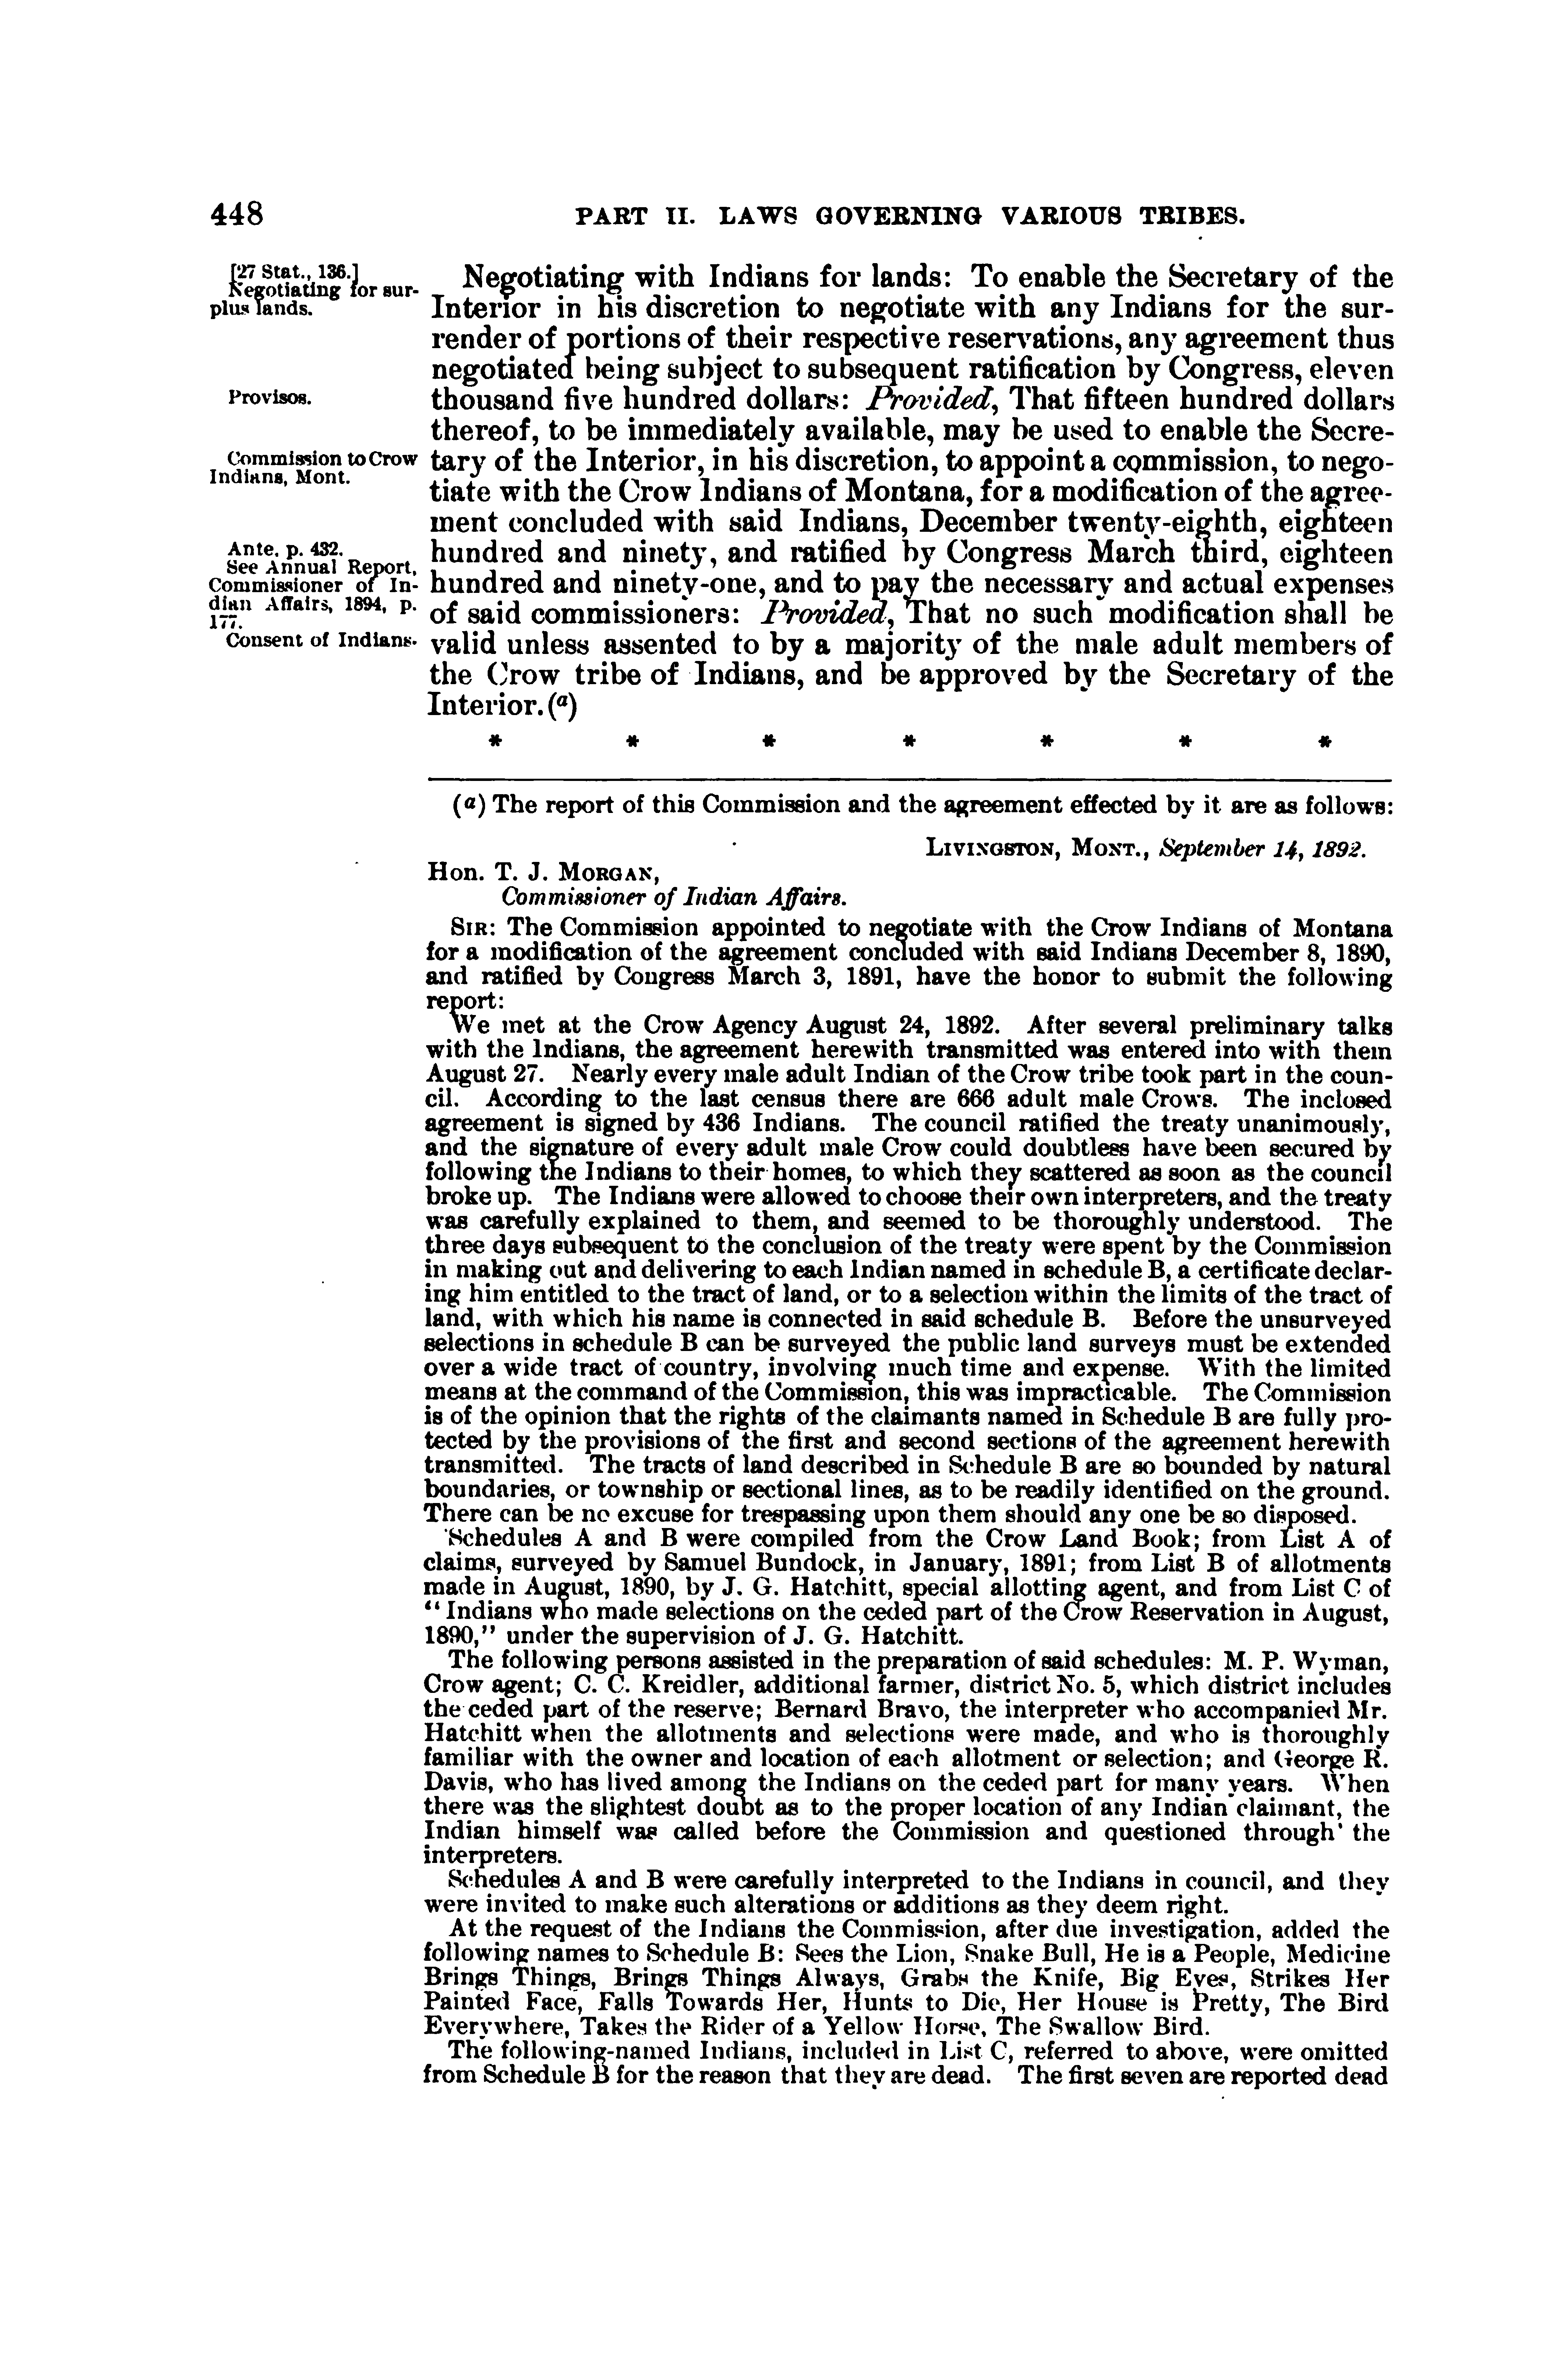 448
PART II. LAWS GOVERNING VARIOUS TRIBES.
[27 Stat., 136.]
Negotiating for sur-
plus lands.
Provisos.
Commission to Crow
Indians, Mont.
Ante, p. 432.
See Annual Report,
Commissioner of In-
dian Affairs, 1894, p.
177.
Consent of Indians.
Negotiating with Indians for lands: To enable the Secretary of the
Interior in his discretion to negotiate with any Indians for the sur-
render of portions of their respective reservations, any agreement thus
negotiated being subject to subsequent ratification by Congress, eleven
thousand five hundred dollars: Provided, That fifteen hundred dollars
thereof, to be immediately available, may be used to enable the Secre-
tary of the Interior, in his discretion, to appoint a commission, to nego-
tiate with the Crow Indians of Montana, for a modification of the agree-
ment concluded with said Indians, December twenty-eighth, eighteen
hundred and ninety, and ratified by Congress March third, eighteen
hundred and ninety-one, and to pay the necessary and actual expenses
of said commissioners: Provided, That no such modification shall be
valid unless assented to by a majority of the male adult members of
the Crow tribe of Indians, and be approved by the Secretary of the
Interior.(a)
* * * * * * *
(a) The report of this Commission and the agreement effected by it are as follows:
LIVINGSTON, MONT., September 14, 1892.
Hon. T. J. MORGAN,
Commissioner of Indian Affairs.
SIR: The Commission appointed to negotiate with the Crow Indians of Montana
for a modification of the agreement concluded with said Indians December 8, 1890,
and ratified by Congress March 3, 1891, have the honor to submit the following
report:
We met at the Crow Agency August 24, 1892. After several preliminary talks
with the Indians, the agreement herewith transmitted was entered into with them
August 27. Nearly every male adult Indian of the Crow tribe took part in the coun-
cil. According to the last census there are 666 adult male Crows. The inclosed
agreement is signed by 436 Indians. The council ratified the treaty unanimously,
and the signature of every adult male Crow could doubtless have been secured by
following the Indians to their homes, to which they scattered as soon as the council
broke up. The Indians were allowed to choose their own interpreters, and the treaty
was carefully explained to them, and seemed to be thoroughly understood. The
three days subsequent to the conclusion of the treaty were spent by the Commission
in making out and delivering to each Indian named in schedule B, a certificate declar-
ing him entitled to the tract of land, or to a selection within the limits of the tract of
land, with which his name is connected in said schedule B. Before the unsurveyed
selections in schedule B can be surveyed the public land surveys must be extended
over a wide tract of country, involving much time and expense. With the limited
means at the command of the Commission, this was impracticable. The Commission
is of the opinion that the rights of the claimants named in Schedule B are fully pro-
tected by the provisions of the first and second sections of the agreement herewith
transmitted. The tracts of land described in Schedule B are so bounded by natural
boundaries, or township or sectional lines, as to be readily identified on the ground.
There can be no excuse for trespassing upon them should any one be so disposed.
Schedules A and B were compiled from the Crow Land Book; from List A of
claims, surveyed by Samuel Bundock, in January, 1891; from List B of allotments
made in August, 1890, by J. G. Hatchitt, special allotting agent, and from List C of
"Indians who made selections on the ceded part of the Crow Reservation in August,
1890," under the supervision of J. G. Hatchitt.
The following persons assisted in the preparation of said schedules: M. P. Wyman,
Crow agent; C. C. Kreidler, additional farmer, district No. 5, which district includes
the ceded part of the reserve; Bernard Bravo, the interpreter who accompanied Mr.
Hatchitt when the allotments and selections were made, and who is thoroughly
familiar with the owner and location of each allotment or selection; and George R.
Davis, who has lived among the Indians on the ceded part for many years. When
there was the slightest doubt as to the proper location of any Indian claimant, the
Indian himself was called before the Commission and questioned through the
interpreters.
Schedules A and B were carefully interpreted to the Indians in council, and they
were invited to make such alterations or additions as they deem right.
At the request of the Indians the Commission, after due investigation, added the
following names to Schedule B: Sees the Lion, Snake Bull, He is a People, Medicine
Brings Things, Brings Things Always, Grabs the Knife, Big Eyes, Strikes Her
Painted Face, Falls Towards Her, Hunts to Die, Her House is Pretty, The Bird
Everywhere, Takes the Rider of a Yellow Horse, The Swallow Bird.
The following-named Indians, included in List C, referred to above, were omitted
from Schedule B for the reason that they are dead. The first seven are reported dead